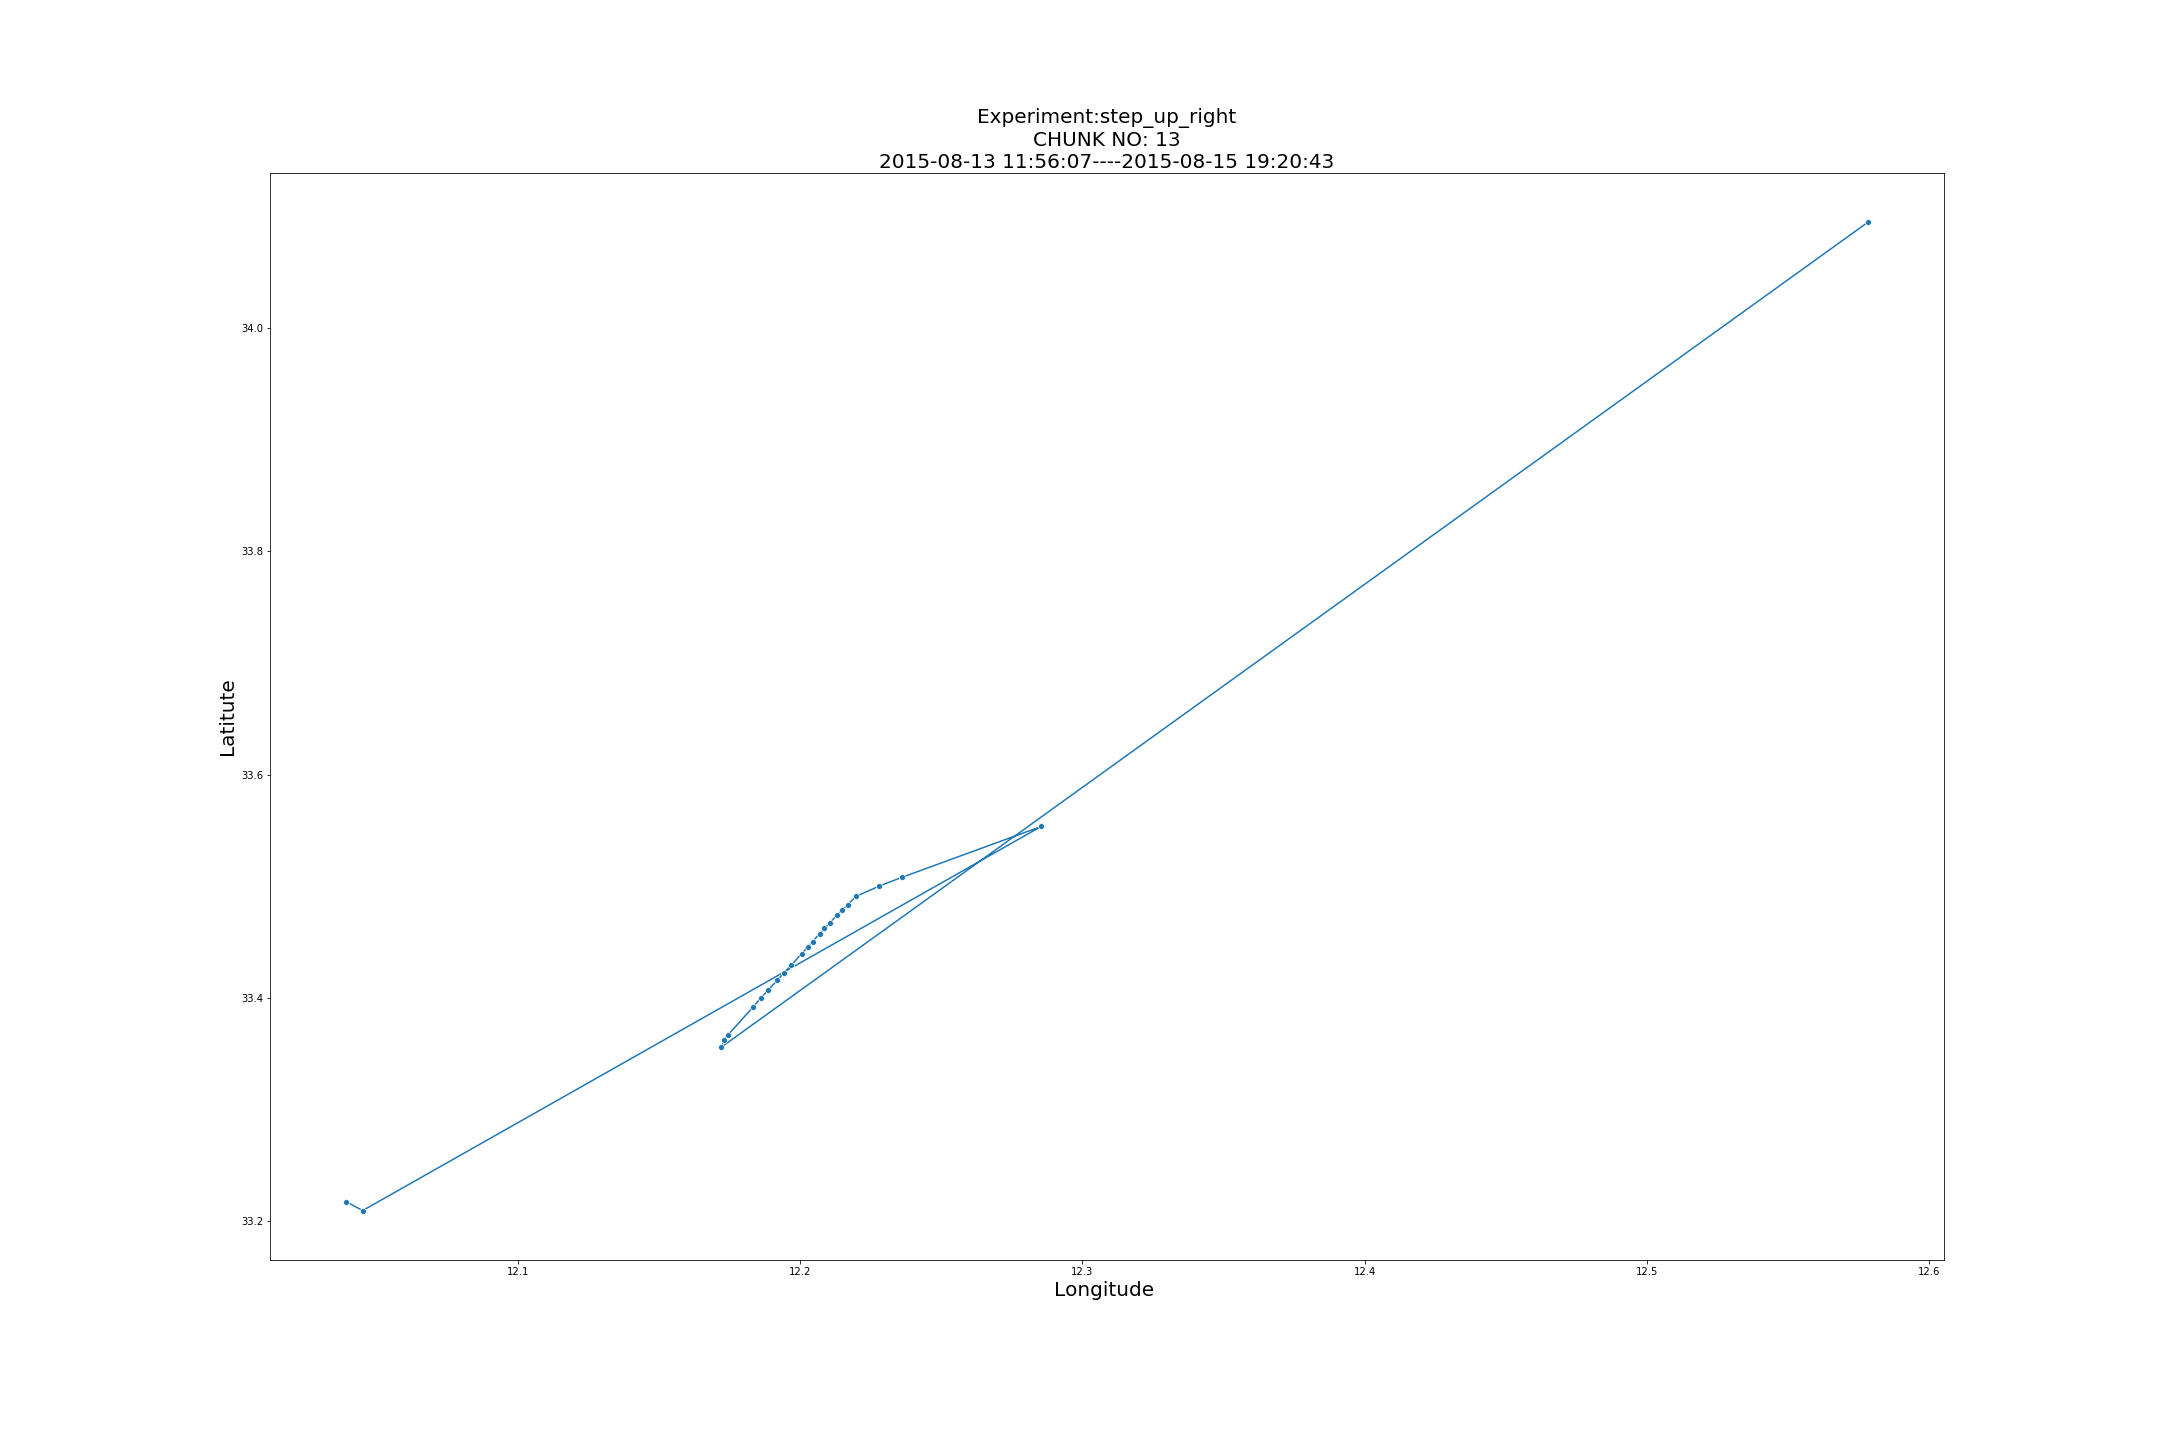 Experiment:step_up_right
CHUNK NO: 13
2015-08-13 11:56:07----2015-08-15 19:20:43
Latitute
34.0
33.8
33.6
33.4
33.2
12.1 12.2 12.3 12.4 12.5 12.6
Longitude